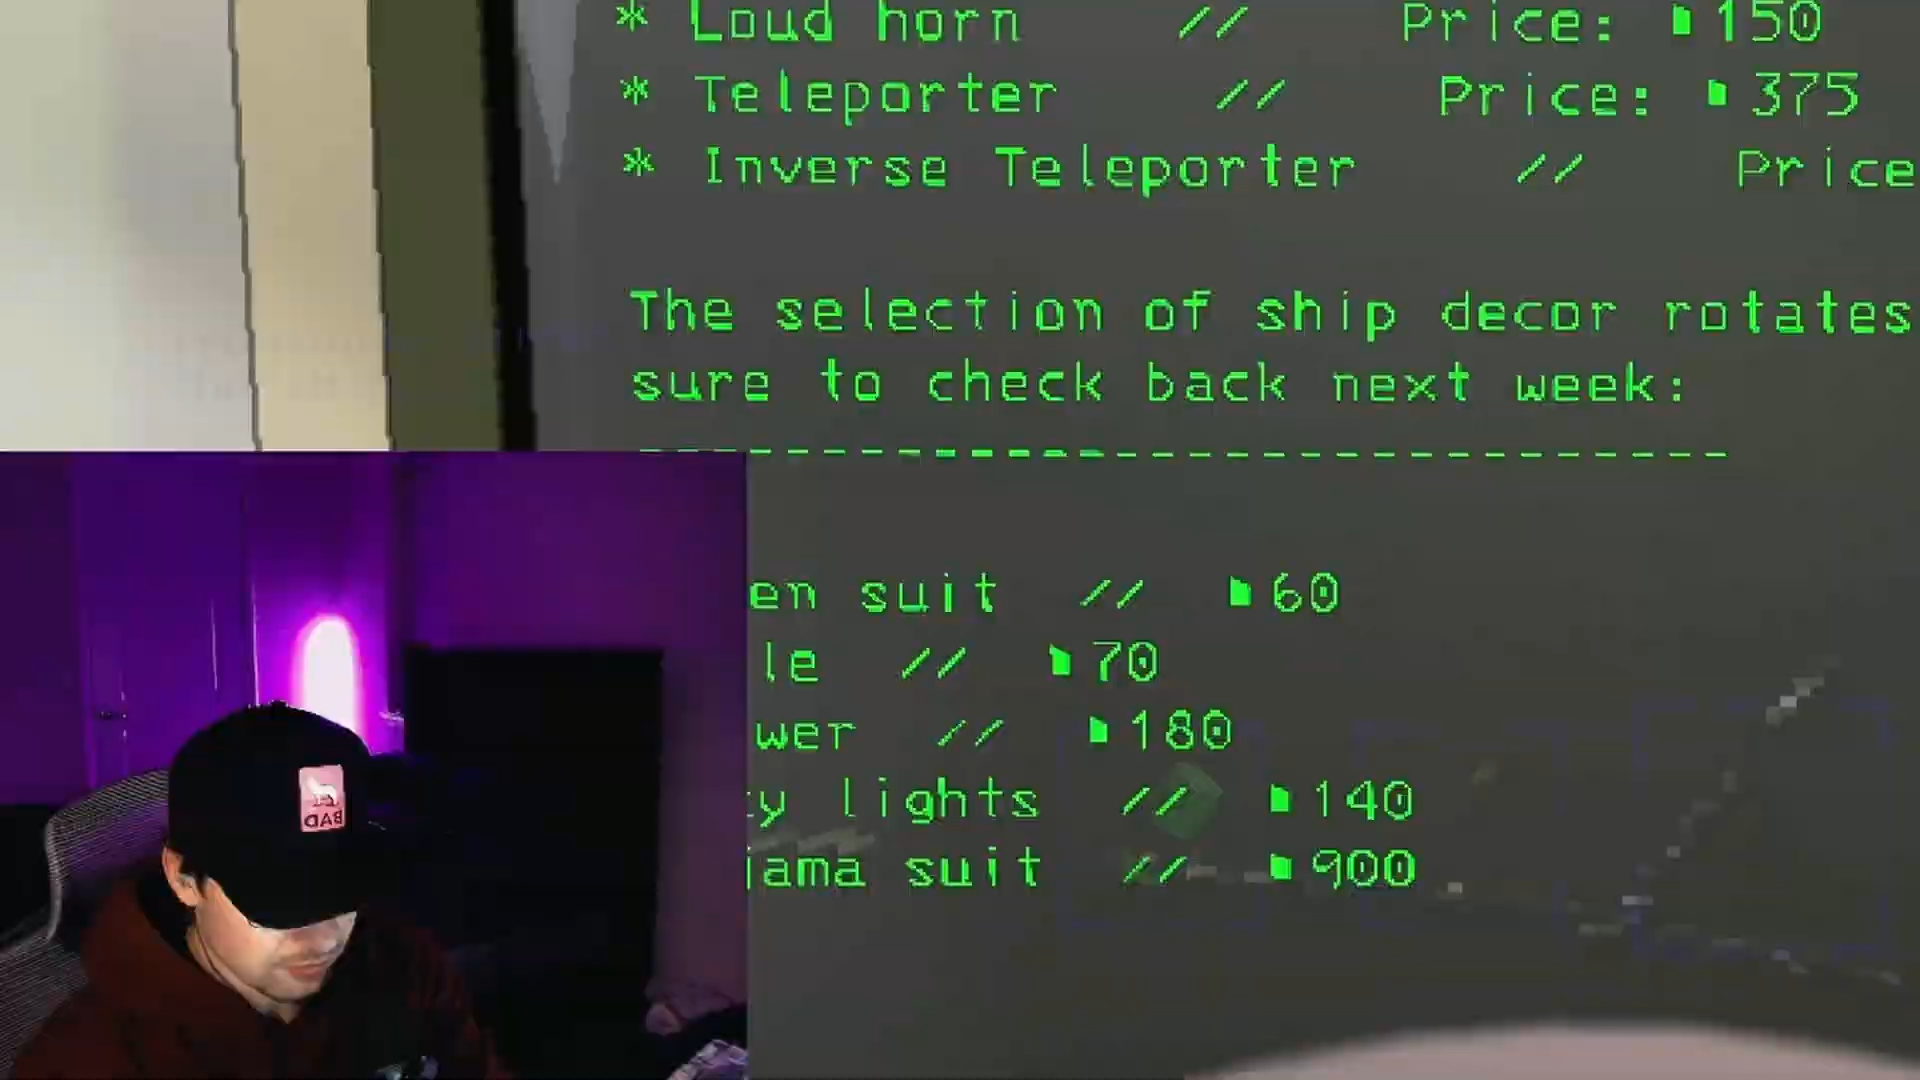 * Loud horn // Price: 150
* Teleporter // Price: 375
* Inverse Teleporter // Price
The selection of ship decor rotates
sure to check back next week:
------------------------------
en suit // 60
le // 70
wer // 180
ty lights // 140
jama suit // 900
BAD